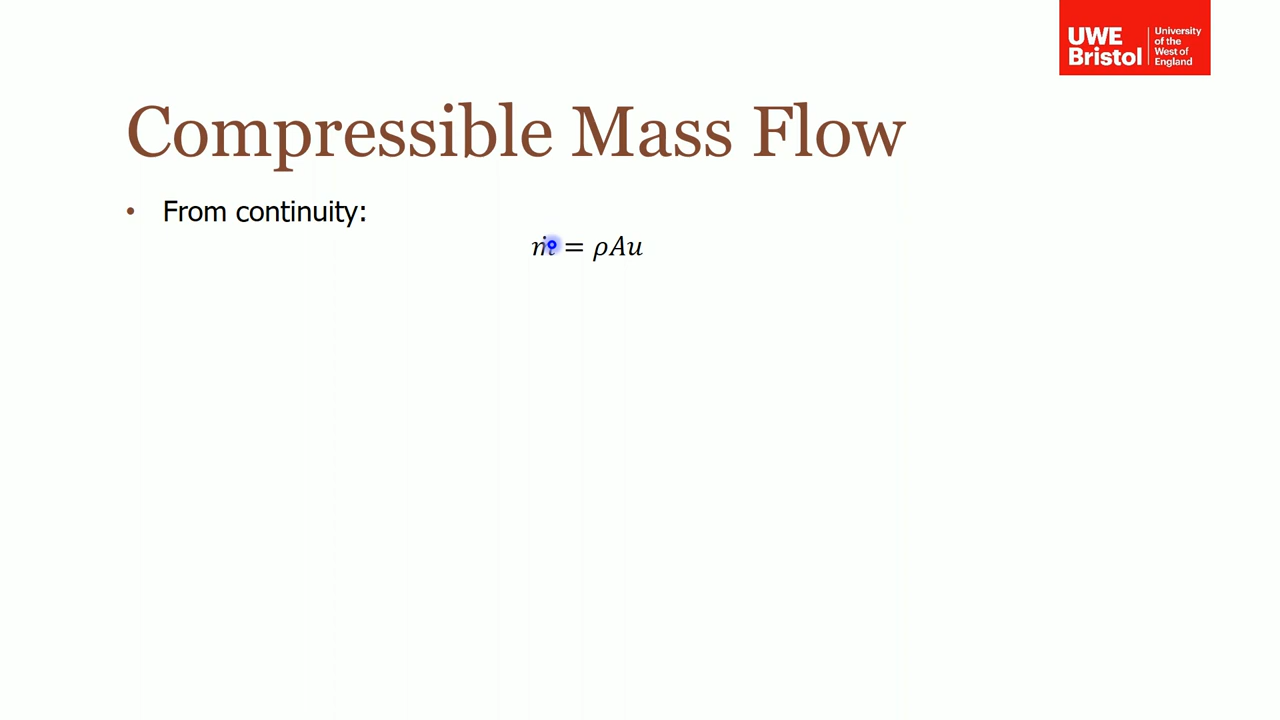 UWE Bristol
University of the West of England
Compressible Mass Flow
• From continuity:
ṁ = ρAu